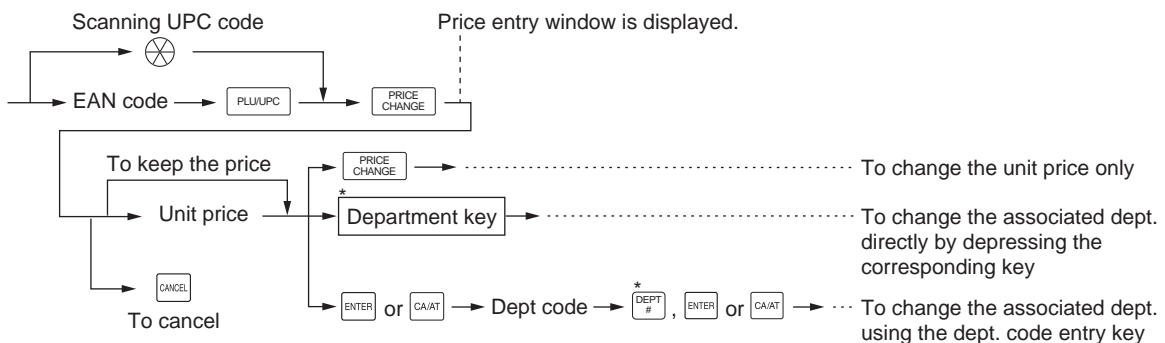 Scanning UPC code
Price entry window is displayed.
EAN code
PLU/UPC
PRICE
CHANGE
To keep the price
PRICE
CHANGE
To change the unit price only
Unit price
*
Department key
To change the associated dept.
directly by depressing the
corresponding key
CANCEL
To cancel
ENTER or CA/AT Dept code * DEPT
#
, ENTER or CA/AT
To change the associated dept.
using the dept. code entry key